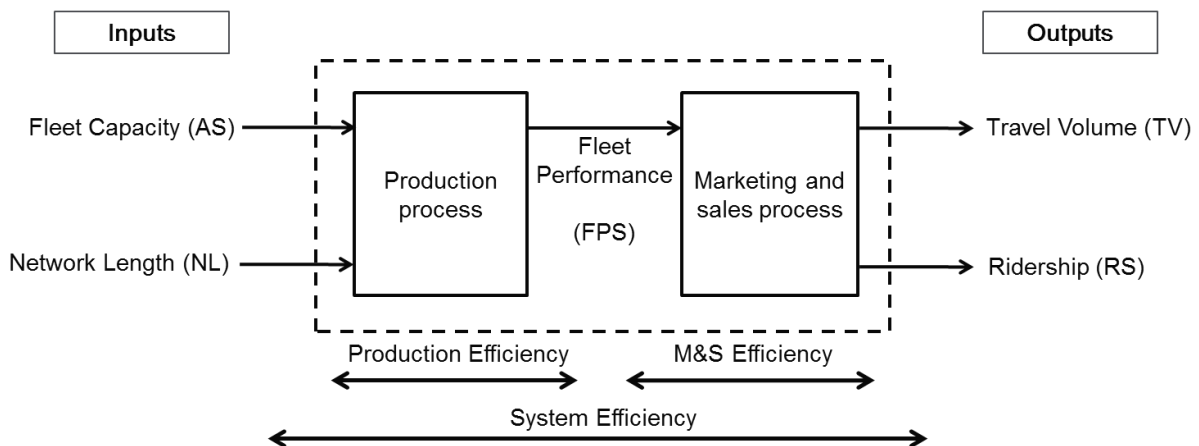 Inputs
Outputs
Fleet Capacity (AS)
Network Length (NL)
Production
process
Fleet
Performance
(FPS)
Marketing and
sales process
Travel Volume (TV)
Ridership (RS)
Production Efficiency
M&S Efficiency
System Efficiency